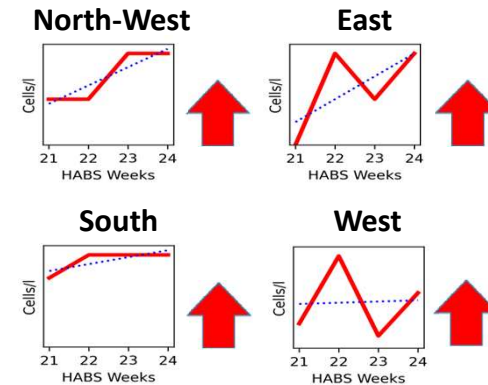 North-West
Cells/l
21 22 23 24
HABS Weeks
East
Cells/l
21 22 23 24
HABS Weeks
South
Cells/l
21 22 23 24
HABS Weeks
West
Cells/l
21 22 23 24
HABS Weeks